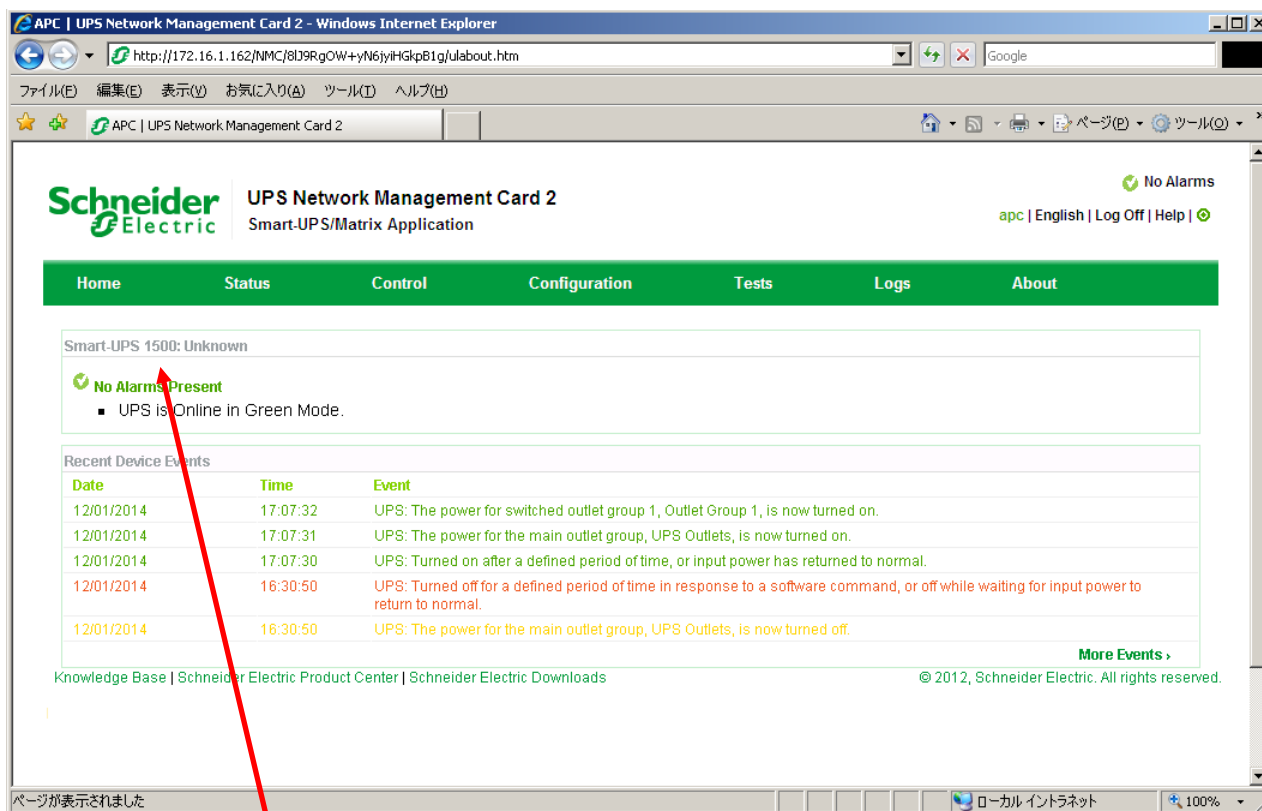 APC | UPS Network Management Card 2 - Windows Internet Explorer
http://172.16.1.162/NMC/8lJ9RgOW+yN6jyiHGkpB1g/ulabout.htm
Google
ファイル(F) 編集(E) 表示(V) お気に入り(A) ツール(T) ヘルプ(H)
APC | UPS Network Management Card 2
ページ(P) ツール(O)
No Alarms
Schneider Electric
UPS Network Management Card 2
Smart-UPS/Matrix Application
apc | English | Log Off | Help |
Home Status Control Configuration Tests Logs About
Smart-UPS 1500: Unknown
No Alarms Present
▪ UPS is Online in Green Mode.
Recent Device Events
Date Time Event
12/01/2014 17:07:32 UPS: The power for switched outlet group 1, Outlet Group 1, is now turned on.
12/01/2014 17:07:31 UPS: The power for the main outlet group, UPS Outlets, is now turned on.
12/01/2014 17:07:30 UPS: Turned on after a defined period of time, or input power has returned to normal.
12/01/2014 16:30:50 UPS: Turned off for a defined period of time in response to a software command, or off while waiting for input power to
return to normal.
12/01/2014 16:30:50 UPS: The power for the main outlet group, UPS Outlets, is now turned off.
More Events ›
Knowledge Base | Schneider Electric Product Center | Schneider Electric Downloads
© 2012, Schneider Electric. All rights reserved.
ページが表示されました
ローカル イントラネット
100%